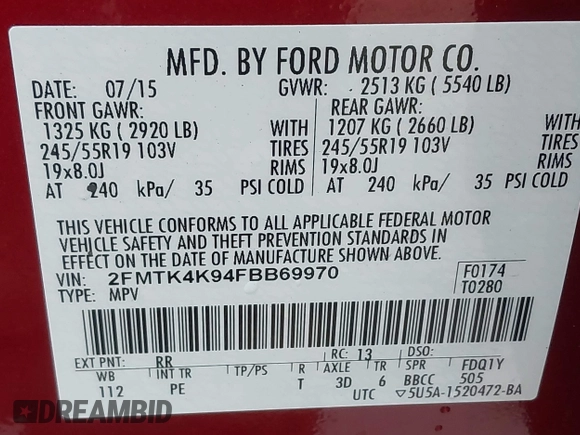 MFD. BY FORD MOTOR CO.
DATE: 07/15 GVWR: 2513 KG ( 5540 LB)
FRONT GAWR: REAR GAWR:
1325 KG ( 2920 LB) WITH 1207 KG ( 2660 LB) WITH
245/55R19 103V TIRES 245/55R19 103V TIRES
19x8.0J RIMS 19x8.0J RIMS
AT 240 kPa/ 35 PSI COLD AT 240 kPa/ 35 PSI COLD
THIS VEHICLE CONFORMS TO ALL APPLICABLE FEDERAL MOTOR
VEHICLE SAFETY AND THEFT PREVENTION STANDARDS IN
EFFECT ON THE DATE OF MANUFACTURE SHOWN ABOVE.
VIN: 2FMTK4K94FBB69970 F0174
TYPE: MPV T0280
EXT PNT: RR RC: 13 DSO:
WB INT TR TP/PS R AXLE TR SPR FDQ1Y
112 PE T 3D 6 BBCC 505
UTC ▽5U5A-1520472-BA
DREAMBID